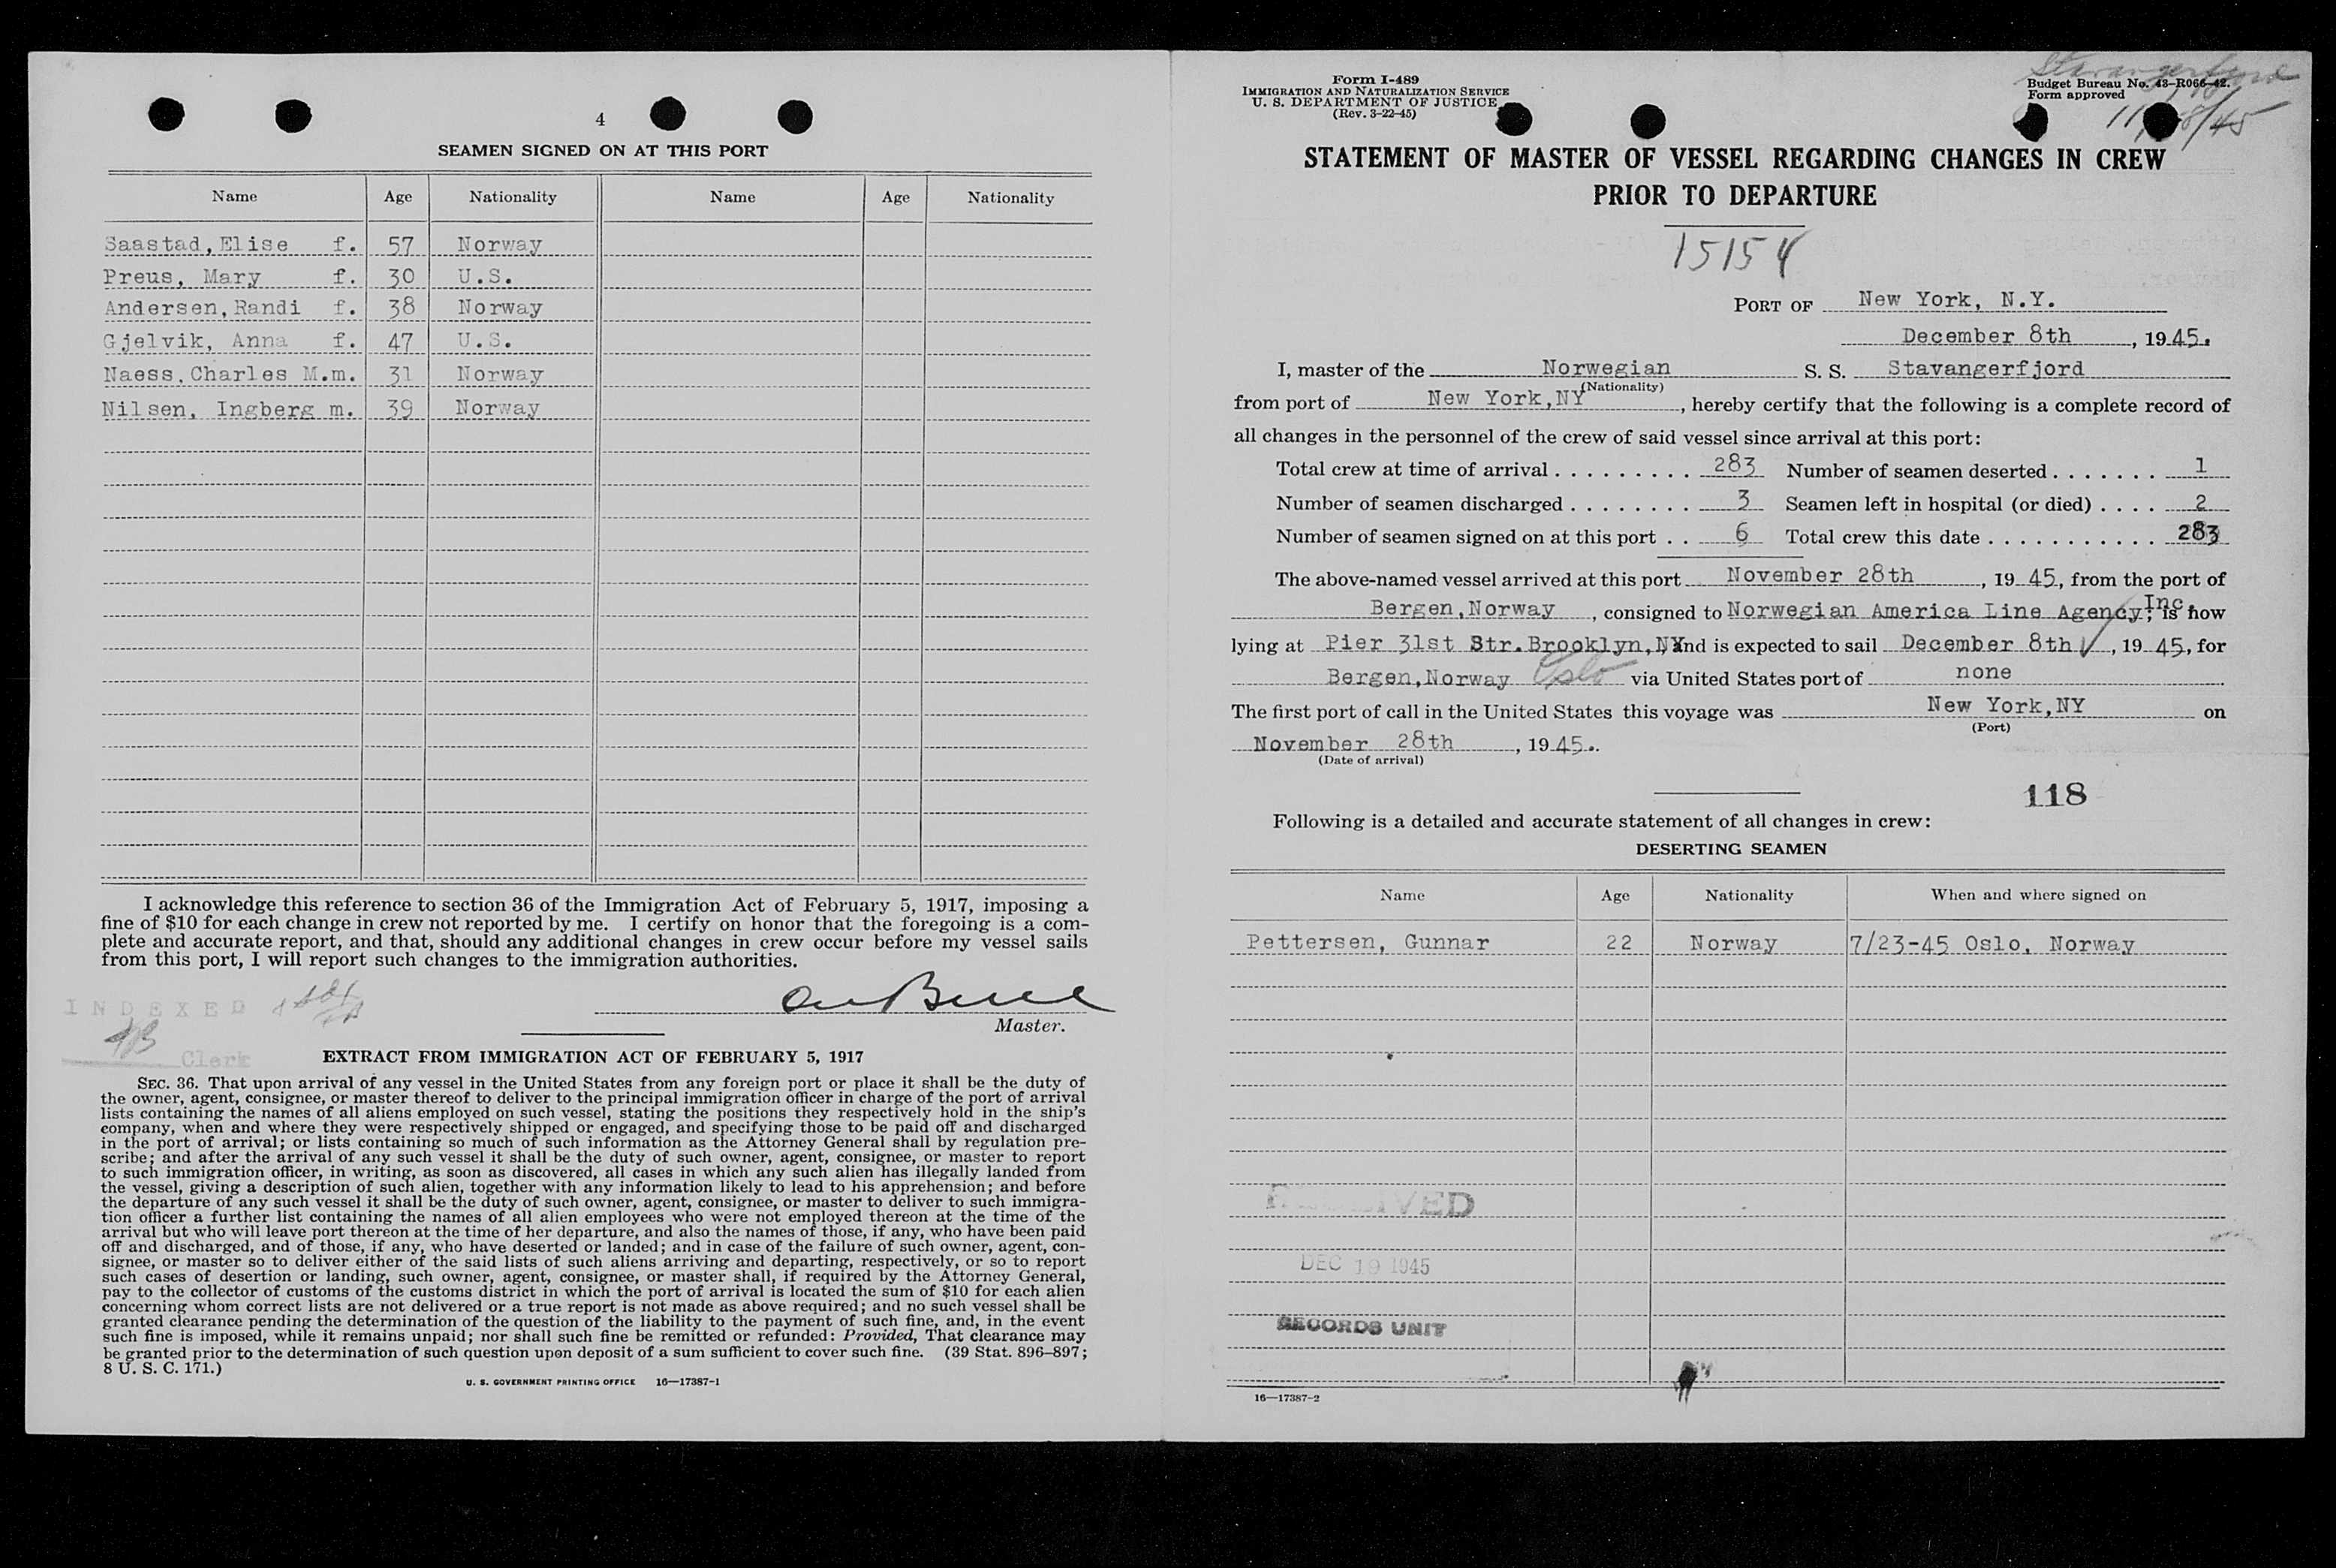 4
SEAMEN SIGNED ON AT THIS PORT
Name Age Nationality Name Age Nationality
Saastad, Elise f. 57 Norway
Preus, Mary f. 30 U.S.
Andersen, Randi f. 38 Norway
Gjelvik, Anna f. 47 U.S.
Naess, Charles M.m. 31 Norway
Nilsen, Ingberg m. 39 Norway
I acknowledge this reference to section 36 of the Immigration Act of February 5, 1917, imposing a
fine of $10 for each change in crew not reported by me. I certify on honor that the foregoing is a com-
plete and accurate report, and that, should any additional changes in crew occur before my vessel sails
from this port, I will report such changes to the immigration authorities.
INDEXED
Master.
Clerk
EXTRACT FROM IMMIGRATION ACT OF FEBRUARY 5, 1917
SEC. 36. That upon arrival of any vessel in the United States from any foreign port or place it shall be the duty of
the owner, agent, consignee, or master thereof to deliver to the principal immigration officer in charge of the port of arrival
lists containing the names of all aliens employed on such vessel, stating the positions they respectively hold in the ship's
company, when and where they were respectively shipped or engaged, and specifying those to be paid off and discharged
in the port of arrival; or lists containing so much of such information as the Attorney General shall by regulation pre-
scribe; and after the arrival of any such vessel it shall be the duty of such owner, agent, consignee, or master to report
to such immigration officer, in writing, as soon as discovered, all cases in which any such alien has illegally landed from
the vessel, giving a description of such alien, together with any information likely to lead to his apprehension; and before
the departure of any such vessel it shall be the duty of such owner, agent, consignee, or master to deliver to such immigra-
tion officer a further list containing the names of all alien employees who were not employed thereon at the time of the
arrival but who will leave port thereon at the time of her departure, and also the names of those, if any, who have been paid
off and discharged, and of those, if any, who have deserted or landed; and in case of the failure of such owner, agent, con-
signee, or master so to deliver either of the said lists of such aliens arriving and departing, respectively, or so to report
such cases of desertion or landing, such owner, agent, consignee, or master shall, if required by the Attorney General,
pay to the collector of customs of the customs district in which the port of arrival is located the sum of $10 for each alien
concerning whom correct lists are not delivered or a true report is not made as above required; and no such vessel shall be
granted clearance pending the determination of the question of the liability to the payment of such fine, and, in the event
such fine is imposed, while it remains unpaid; nor shall such fine be remitted or refunded: Provided, That clearance may
be granted prior to the determination of such question upon deposit of a sum sufficient to cover such fine. (39 Stat. 896–897;
8 U. S. C. 171.)
U. S. GOVERNMENT PRINTING OFFICE 16—17387-1
Form I-489
IMMIGRATION AND NATURALIZATION SERVICE
U. S. DEPARTMENT OF JUSTICE
(Rev. 3-22-45)
Stavangerfjord
Budget Bureau No. 43-R066-42.
Form approved
STATEMENT OF MASTER OF VESSEL REGARDING CHANGES IN CREW
PRIOR TO DEPARTURE
15154
PORT OF New York, N.Y.
December 8th, 1945.
I, master of the Norwegian S. S. Stavangerfjord
(Nationality)
from port of New York,NY, hereby certify that the following is a complete record of
all changes in the personnel of the crew of said vessel since arrival at this port:
Total crew at time of arrival . . . . . . . . . . 283 Number of seamen deserted . . . . . . . 1
Number of seamen discharged . . . . . . . . 3 Seamen left in hospital (or died) . . . . 2
Number of seamen signed on at this port . . 6 Total crew this date . . . . . . . . . . . 283
The above-named vessel arrived at this port November 28th, 1945, from the port of
Bergen,Norway, consigned to Norwegian America Line Agency, Inc. is now
lying at Pier 31st Str.Brooklyn,NY and is expected to sail December 8th, 1945, for
Bergen,Norway Oslo via United States port of none
The first port of call in the United States this voyage was New York,NY on
(Port)
November 28th, 1945.
(Date of arrival)
118
Following is a detailed and accurate statement of all changes in crew:
DESERTING SEAMEN
Name Age Nationality When and where signed on
Pettersen, Gunnar 22 Norway 7/23-45 Oslo, Norway
RECEIVED
DEC 19 1945
RECORDS UNIT
16—17387-2